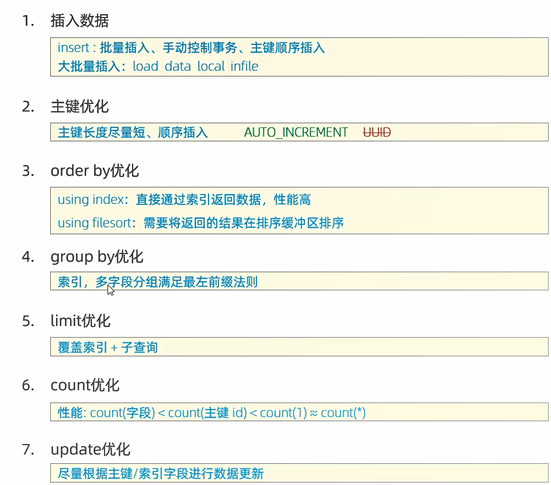 1. 插入数据
insert : 批量插入、手动控制事务、主键顺序插入
大批量插入：load data local infile
2. 主键优化
主键长度尽量短、顺序插入 AUTO_INCREMENT UUID
3. order by优化
using index：直接通过索引返回数据，性能高
using filesort：需要将返回的结果在排序缓冲区排序
4. group by优化
索引，多字段分组满足最左前缀法则
5. limit优化
覆盖索引 + 子查询
6. count优化
性能: count(字段) < count(主键 id) < count(1) ≈ count(*)
7. update优化
尽量根据主键/索引字段进行数据更新